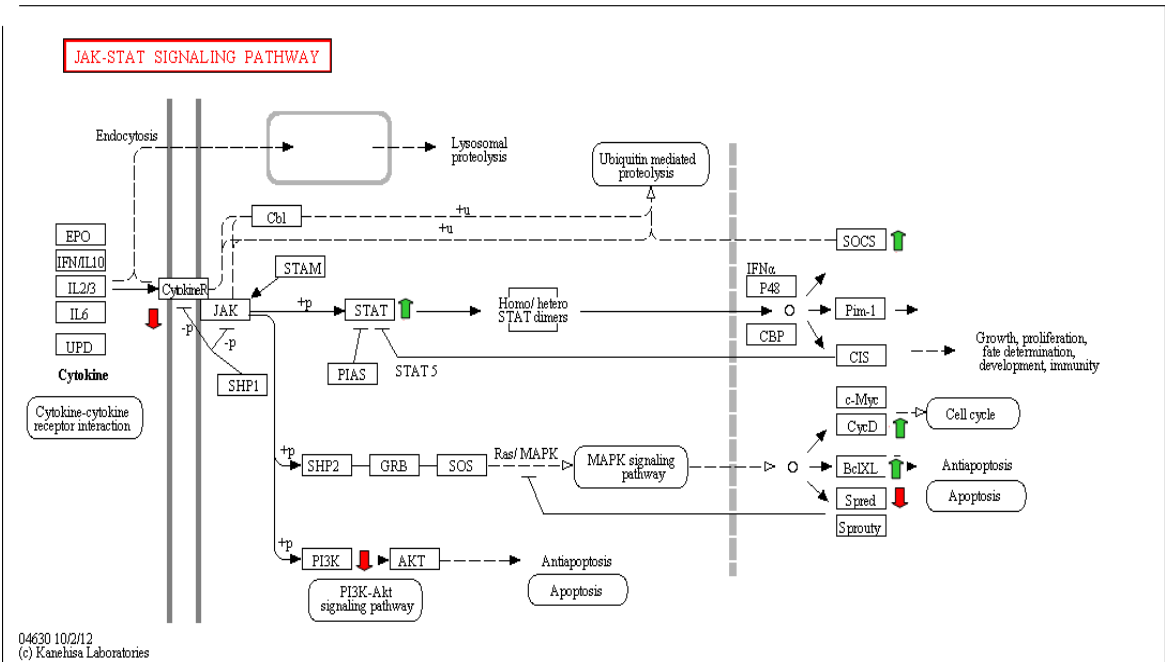 JAK-STAT SIGNALING PATHWAY
Endocytosis
Lysosomal
proteolysis
Ubiquitin mediated
proteolysis
Cbl
+u
+u
EPO
IFN/IL10
IL2/3
IL6
UPD
Cytokine
Cytokine-cytokine
receptor interaction
CytokineR
JAK
STAM
-p
-p
SHP1
+p
STAT
PIAS
STAT 5
Homo/ hetero
STAT dimers
IFNα
P48
CBP
SOCS
Pim-1
CIS
Growth, proliferation,
fate determination,
development, immunity
c-Myc
CycD
Cell cycle
BclXL
Antiapoptosis
Spred
Apoptosis
Sprouty
+p
SHP2
GRB
SOS
Ras/ MAPK
MAPK signaling
pathway
+p
PI3K
AKT
Antiapoptosis
PI3K-Akt
signaling pathway
Apoptosis
04630 10/2/12
(c) Kanehisa Laboratories